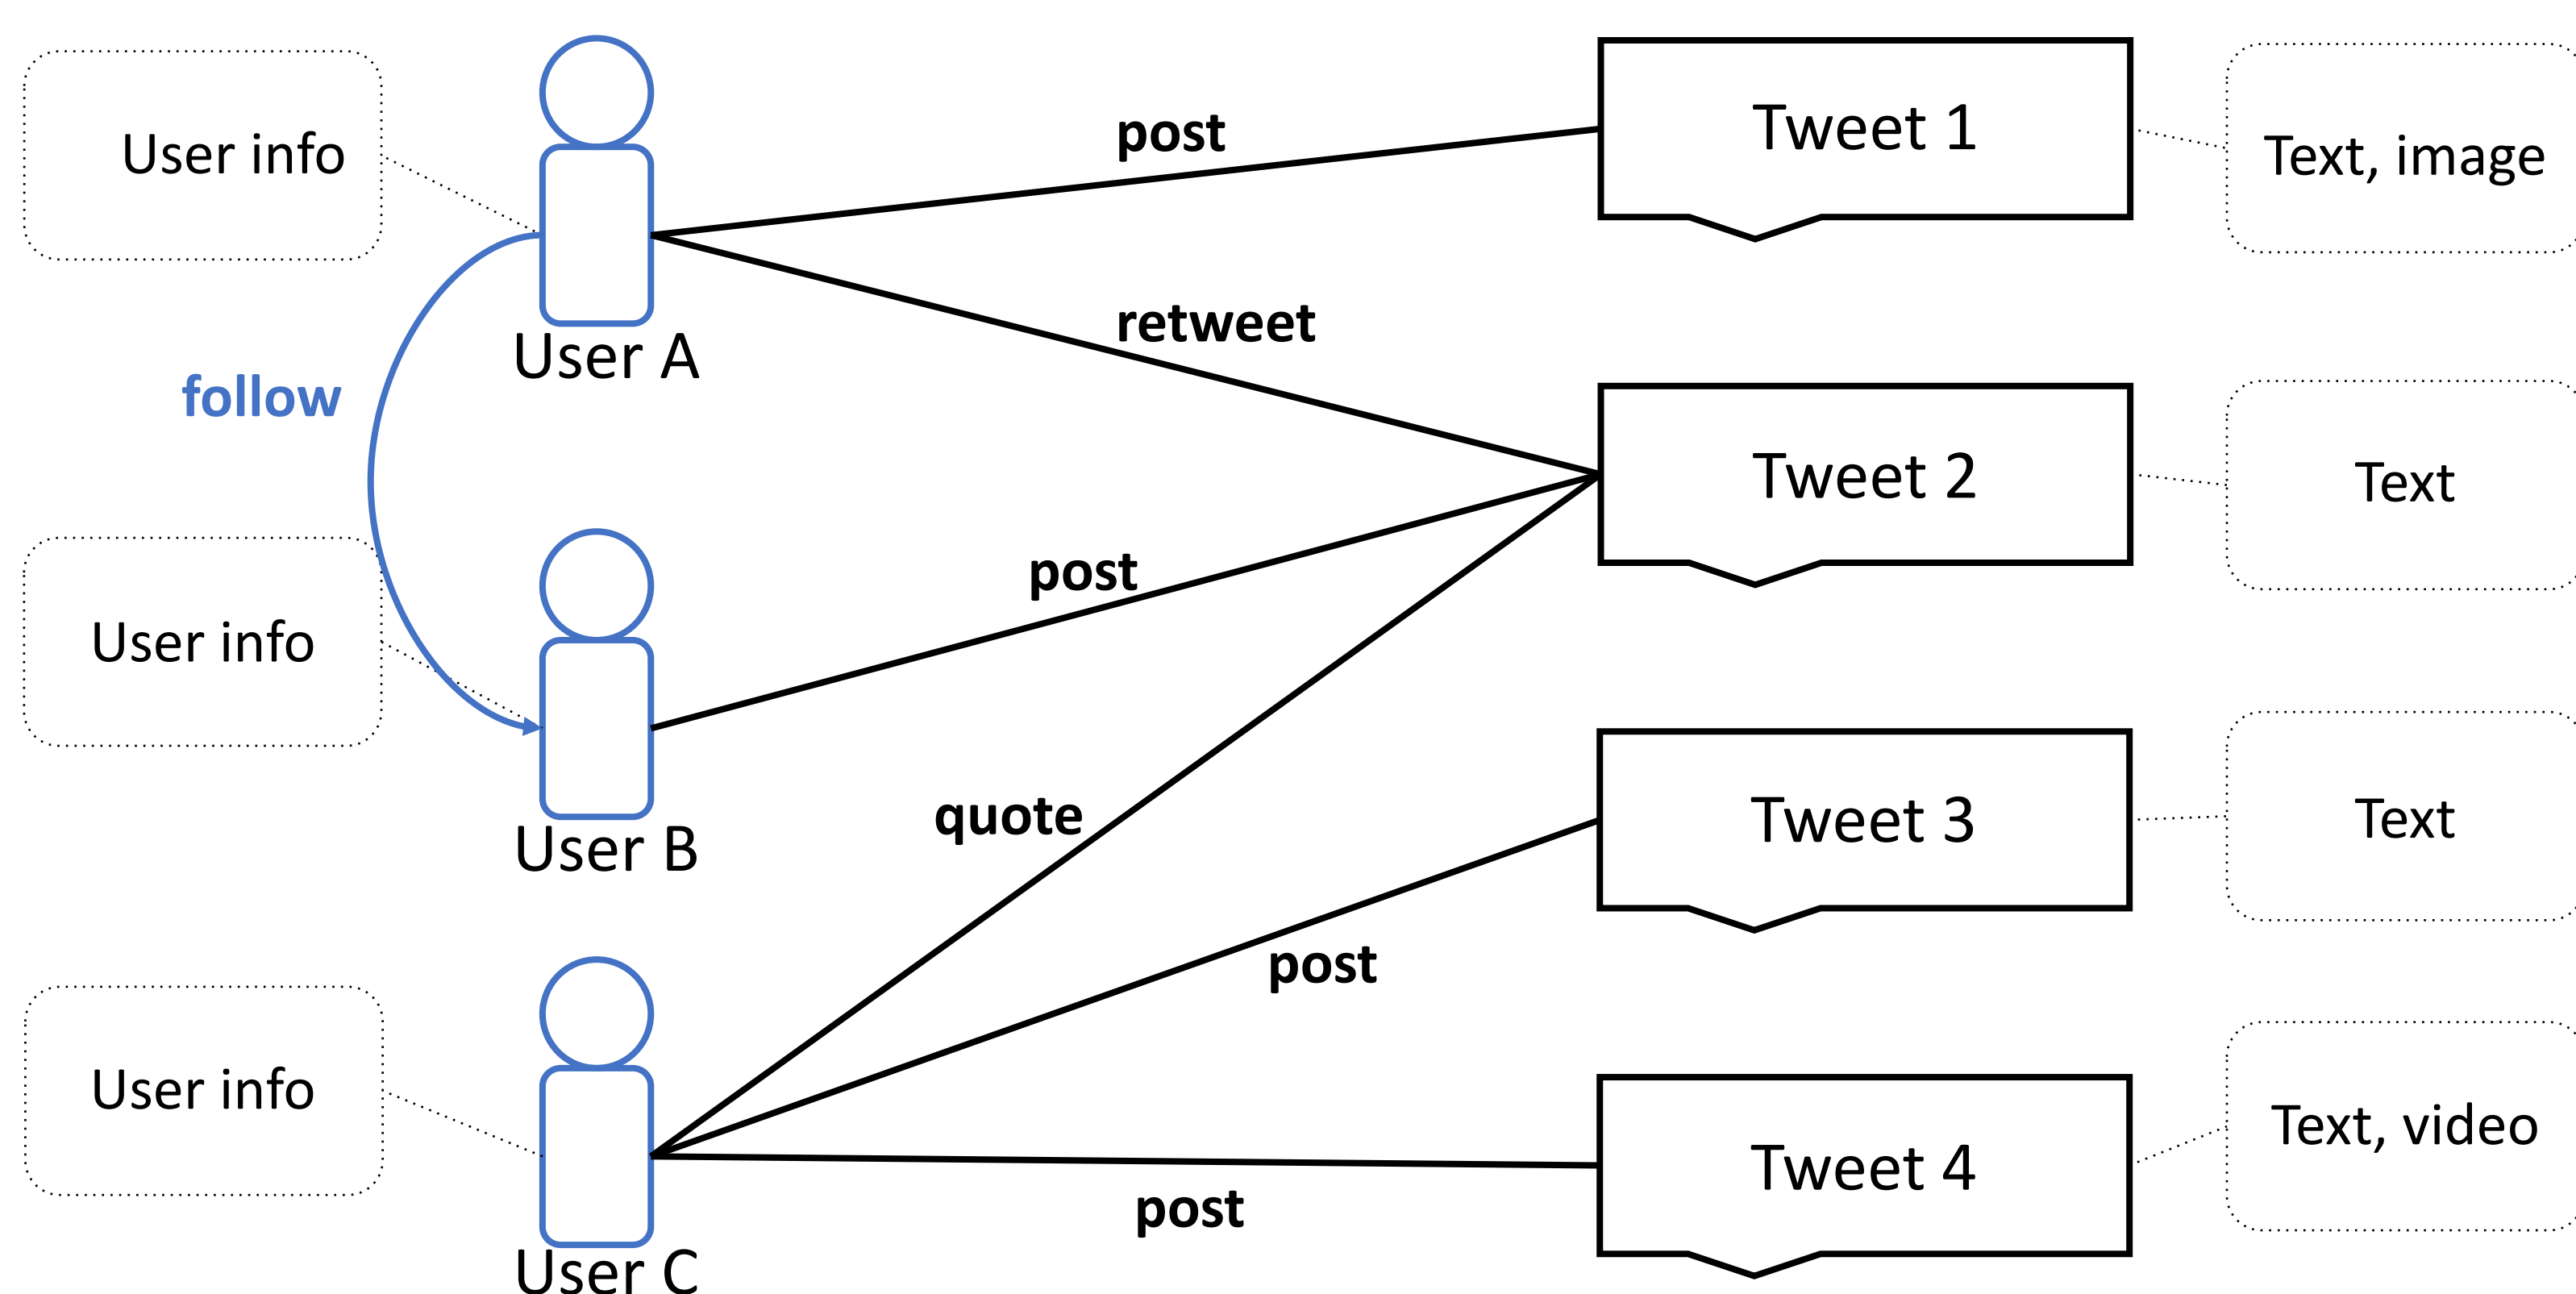 User info
post
Tweet 1
Text, image
retweet
User A
follow
Tweet 2
Text
post
User info
quote
User B
Tweet 3
Text
post
User info
Tweet 4
Text, video
post
User C